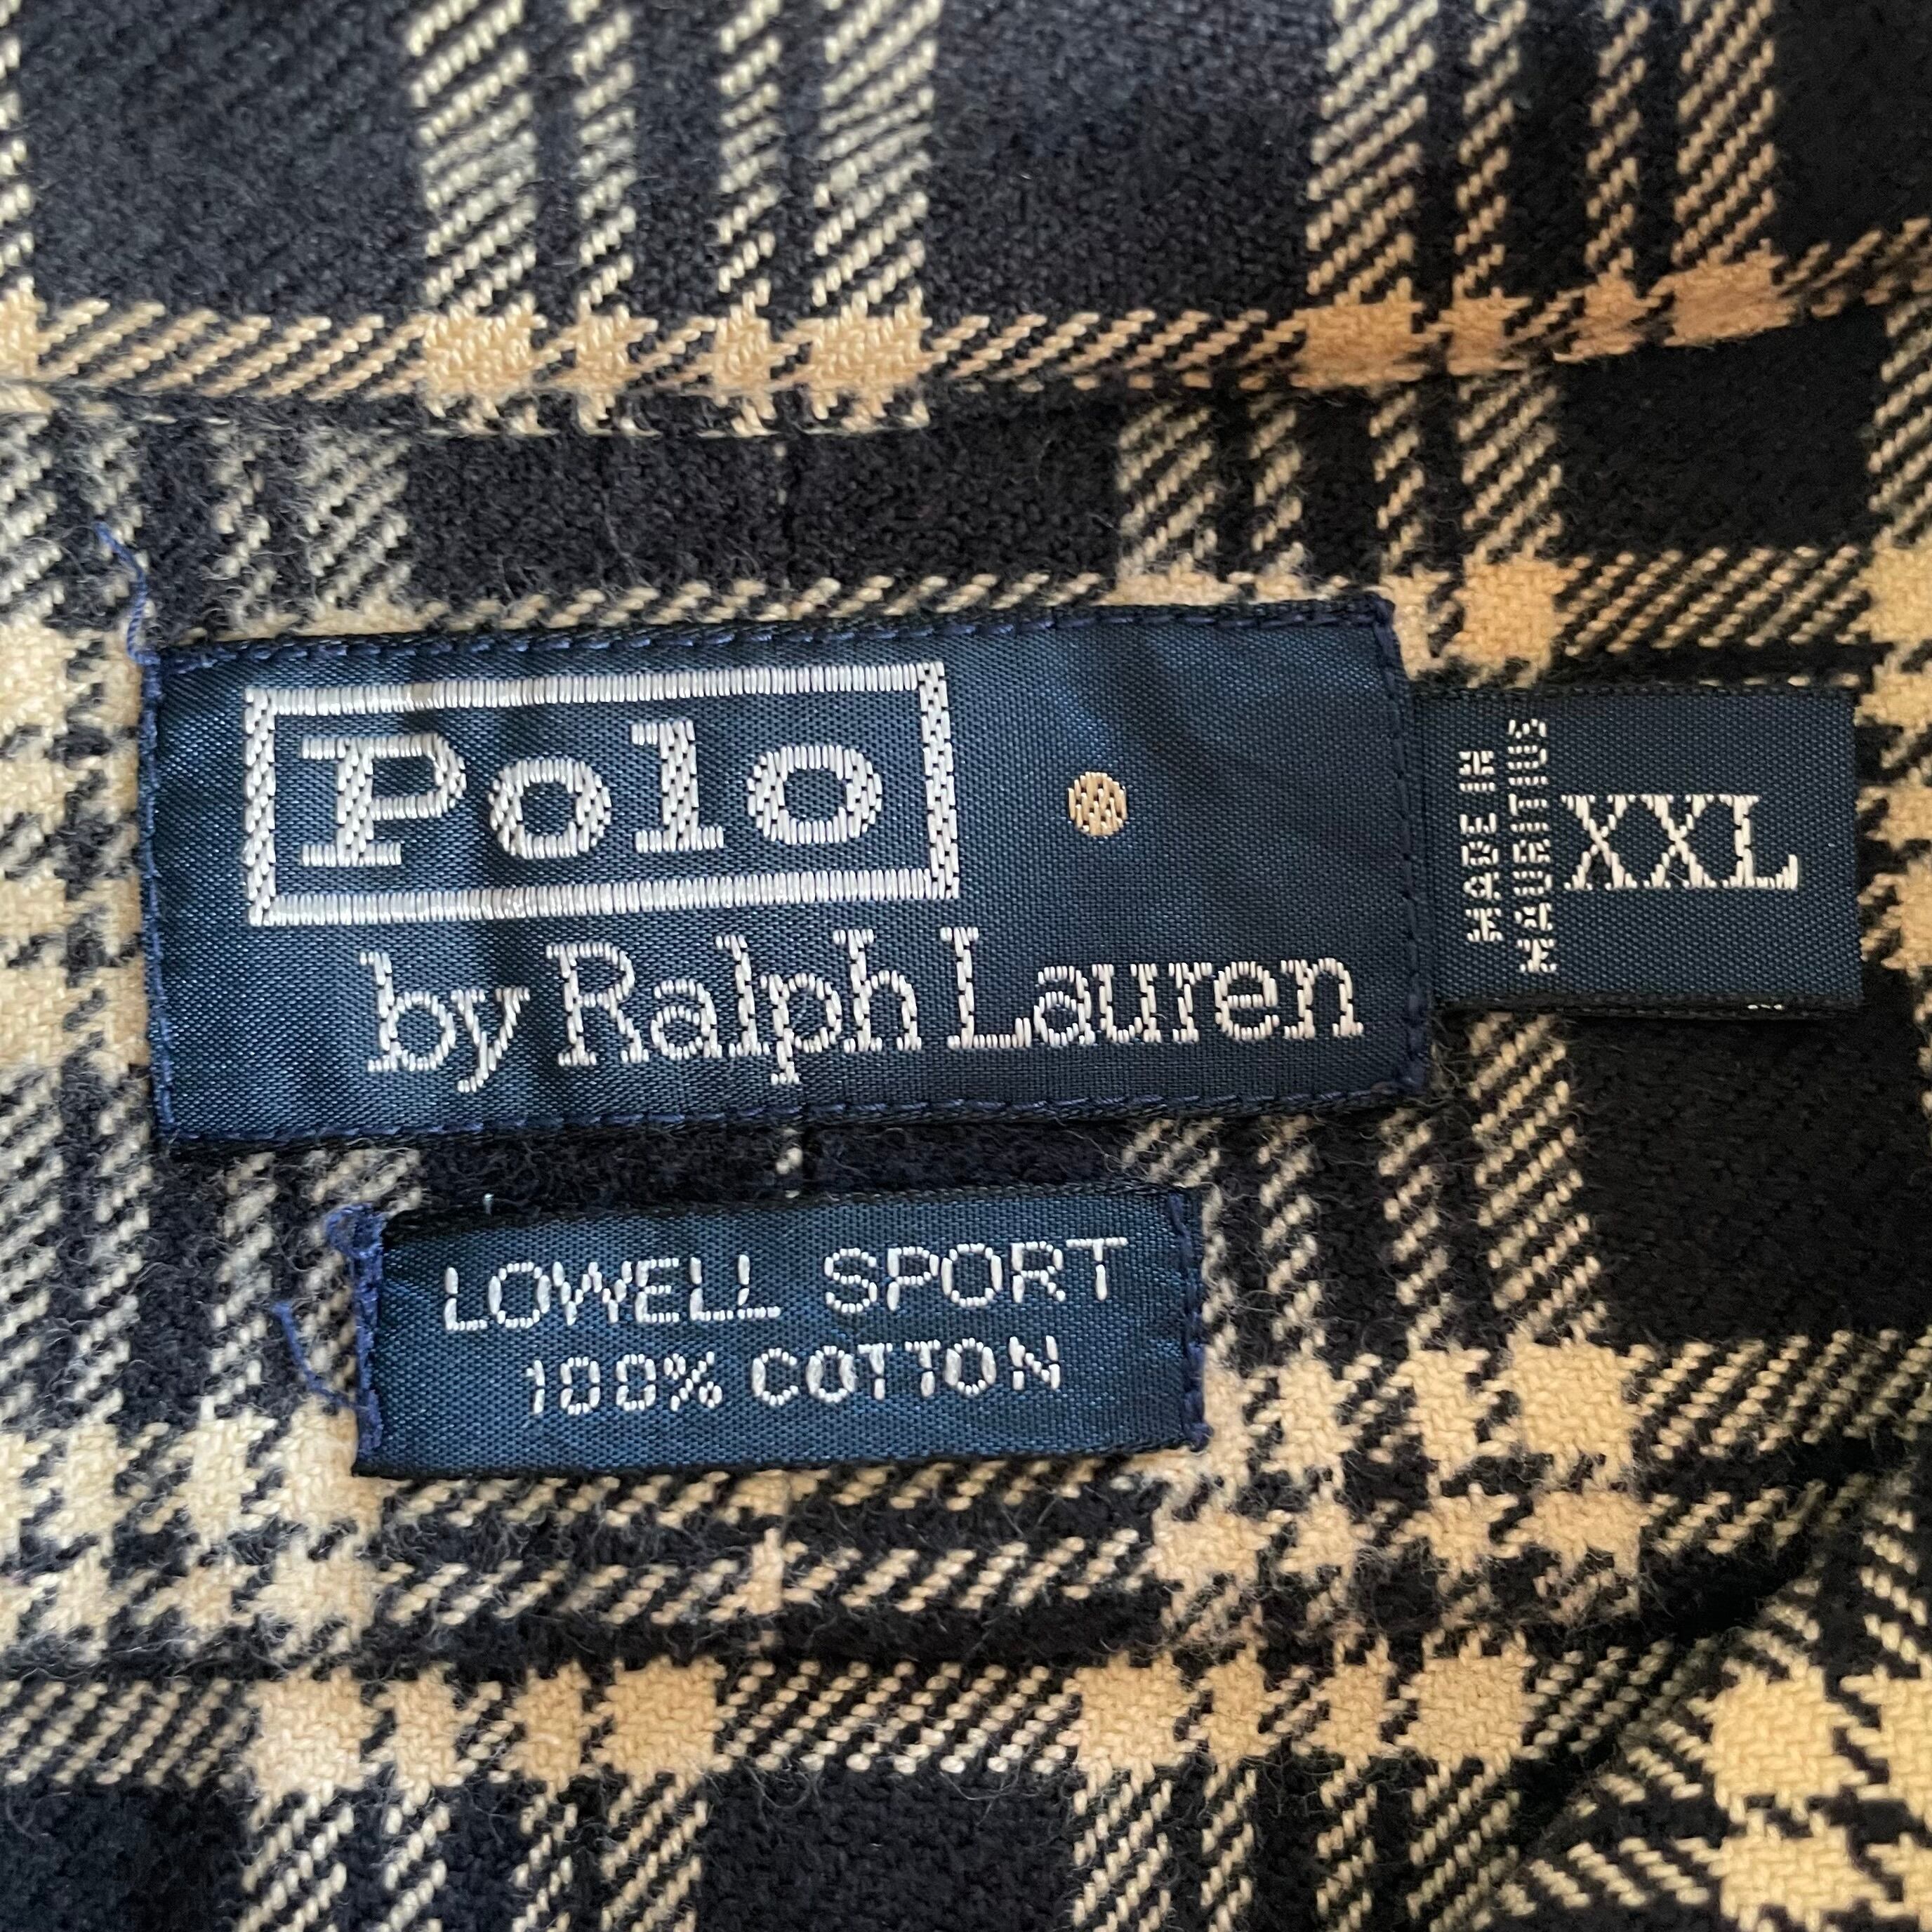 Polo
by Ralph Lauren
MADE IN
MAURITIUS
XXL
LOWELL SPORT
100% COTTON